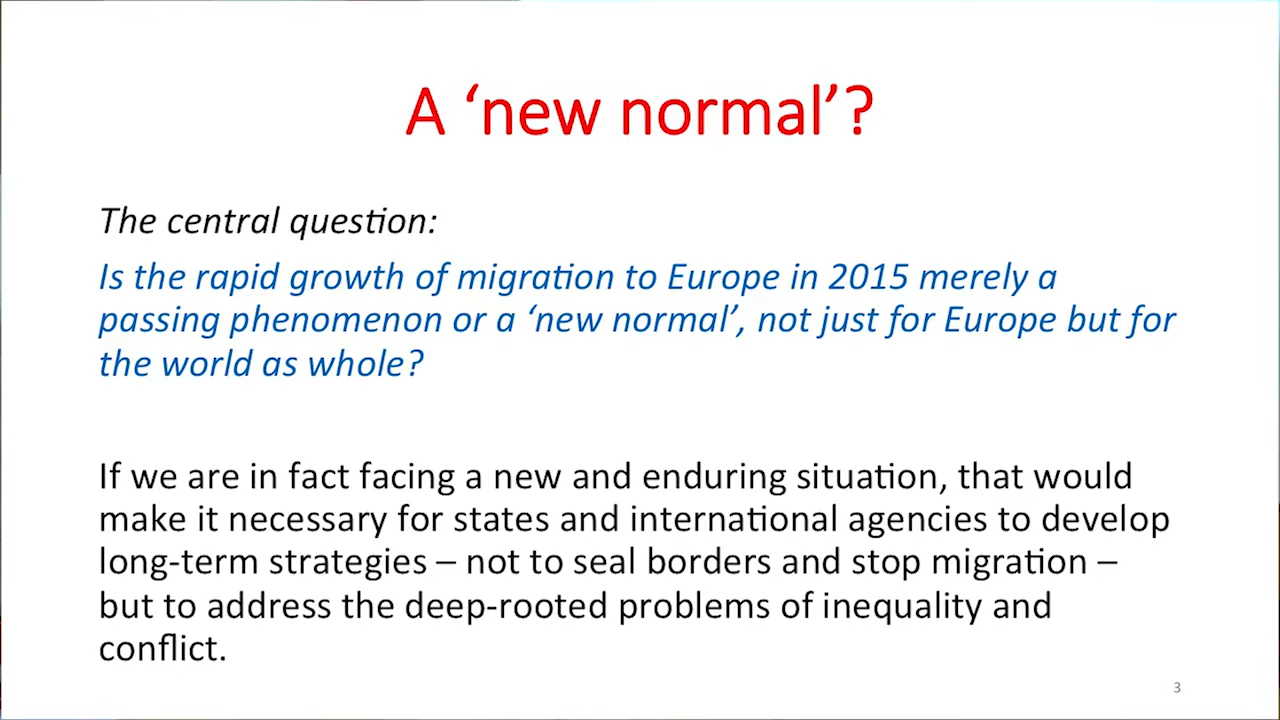 A ‘new normal’?
The central question:
Is the rapid growth of migration to Europe in 2015 merely a
passing phenomenon or a ‘new normal’, not just for Europe but for
the world as whole?
If we are in fact facing a new and enduring situation, that would
make it necessary for states and international agencies to develop
long-term strategies – not to seal borders and stop migration –
but to address the deep-rooted problems of inequality and
conflict.
3